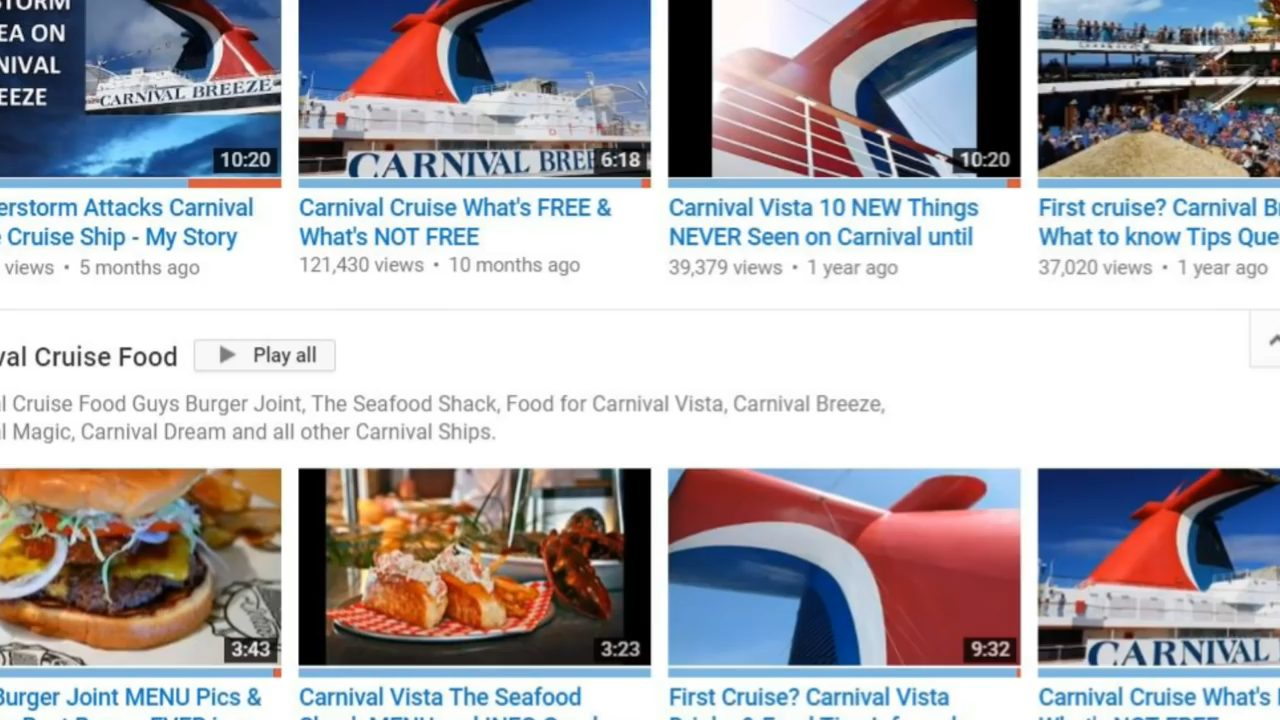 STORM
EA ON
NIVAL
EEZE
CARNIVAL BREEZE
10:20
CARNIVAL BREE
6:18
10:20
erstorm Attacks Carnival
e Cruise Ship - My Story
views • 5 months ago
Carnival Cruise What's FREE &
What's NOT FREE
121,430 views • 10 months ago
Carnival Vista 10 NEW Things
NEVER Seen on Carnival until
39,379 views • 1 year ago
First cruise? Carnival B
What to know Tips Que
37,020 views • 1 year ago
val Cruise Food
Play all
l Cruise Food Guys Burger Joint, The Seafood Shack, Food for Carnival Vista, Carnival Breeze,
l Magic, Carnival Dream and all other Carnival Ships.
3:43
3:23
9:32
CARNIVAL
Burger Joint MENU Pics &
Carnival Vista The Seafood
First Cruise? Carnival Vista
Carnival Cruise What's